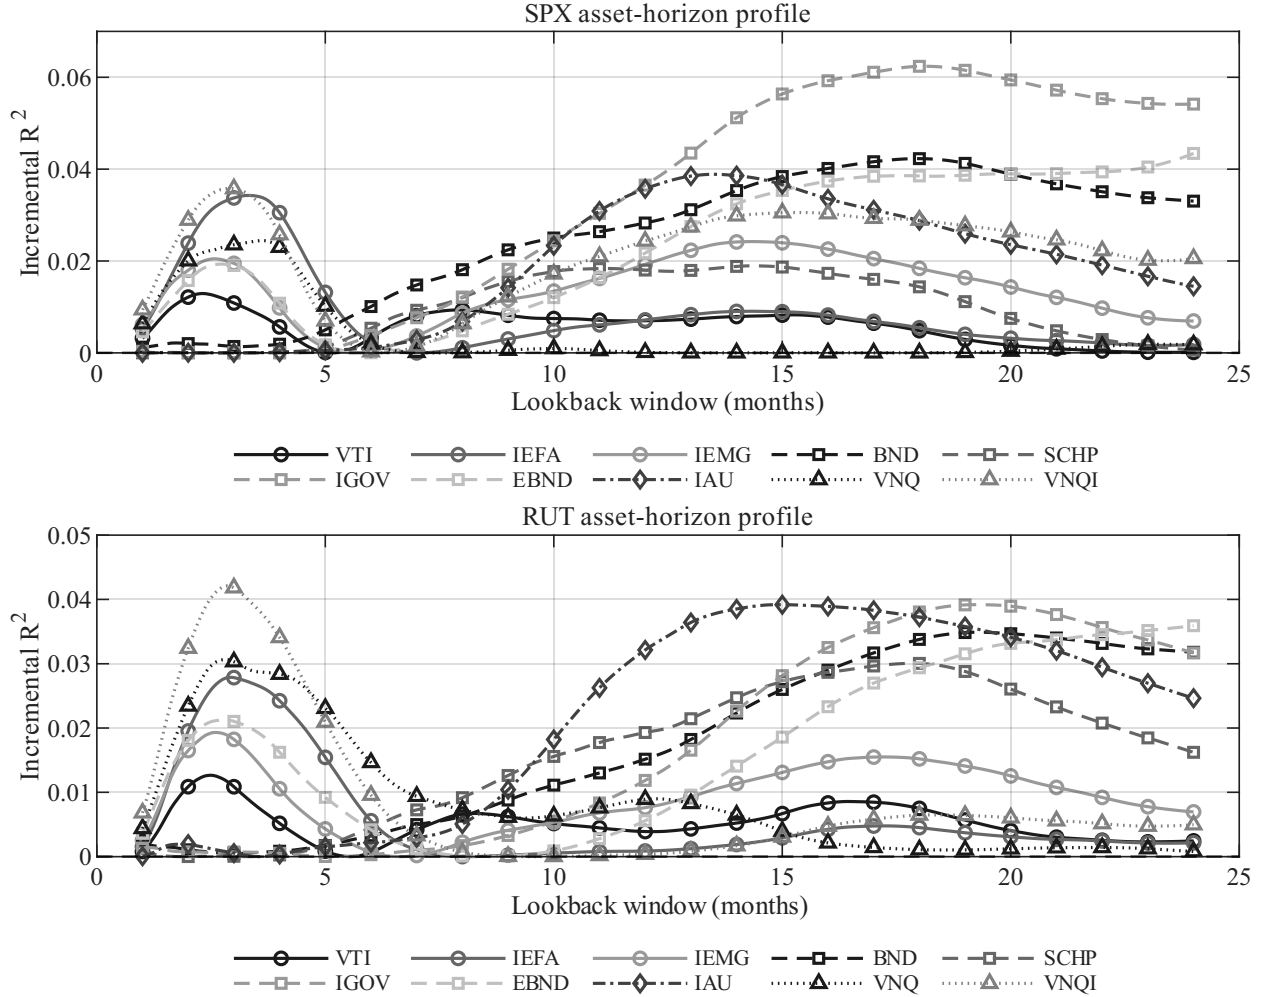 SPX asset-horizon profile
0.06
0.04
0.02
0
Incremental R²
0 5 10 15 20 25
Lookback window (months)
VTI IEFA IEMG BND SCHP
IGOV EBND IAU VNQ VNQI
RUT asset-horizon profile
0.05
0.04
0.03
0.02
0.01
0
Incremental R²
0 5 10 15 20 25
Lookback window (months)
VTI IEFA IEMG BND SCHP
IGOV EBND IAU VNQ VNQI